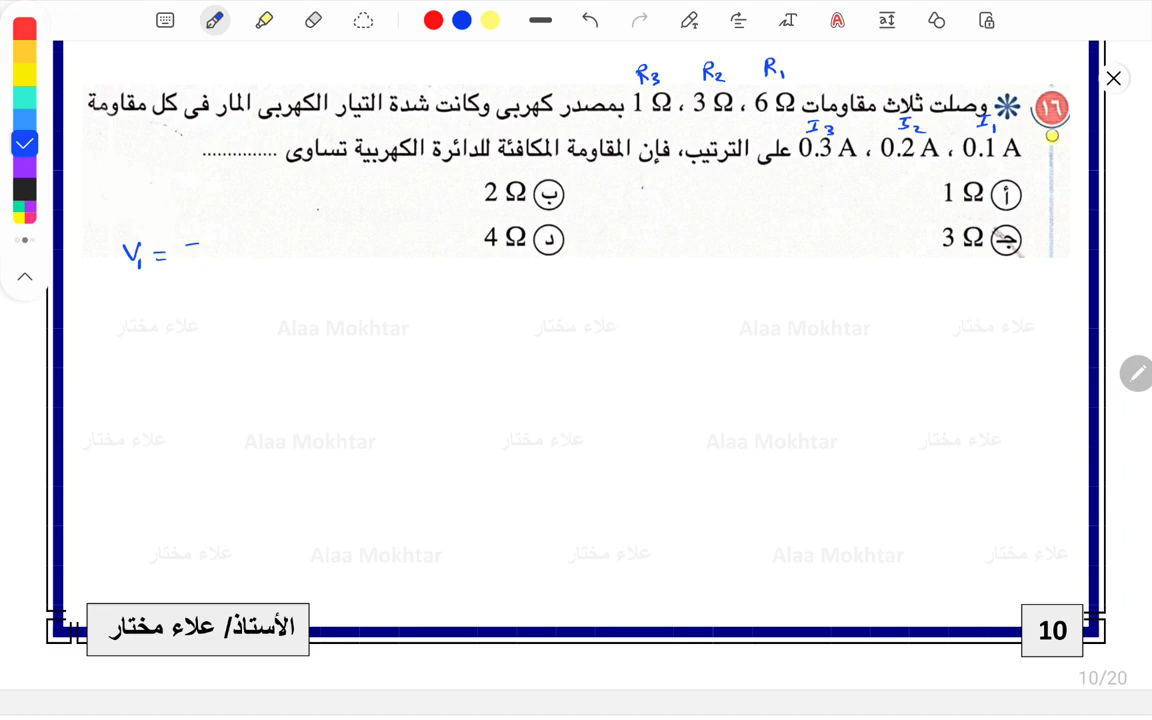 R3 R2 R1
١٦ وصلت ثلاث مقاومات 6 Ω ، 3 Ω ، 1 Ω بمصدر كهربى وكانت شدة التيار الكهربى المار فى كل مقاومة
I3 I2 I1
0.1 A ، 0.2 A ، 0.3 A على الترتيب، فإن المقاومة المكافئة للدائرة الكهربية تساوى ..............
أ 1 Ω ب 2 Ω
جـ 3 Ω د 4 Ω
V1 =
علاء مختار Alaa Mokhtar علاء مختار Alaa Mokhtar علاء مختار
علاء مختار Alaa Mokhtar علاء مختار Alaa Mokhtar علاء مختار
علاء مختار Alaa Mokhtar علاء مختار Alaa Mokhtar علاء مختار
الأستاذ/ علاء مختار 10
10/20